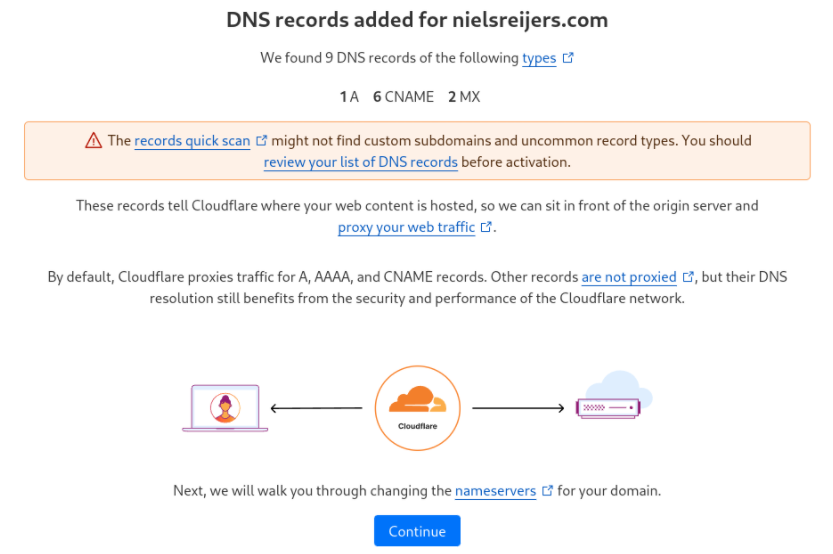 DNS records added for nielsreijers.com
We found 9 DNS records of the following types
1 A 6 CNAME 2 MX
The records quick scan might not find custom subdomains and uncommon record types. You should
review your list of DNS records before activation.
These records tell Cloudflare where your web content is hosted, so we can sit in front of the origin server and
proxy your web traffic.
By default, Cloudflare proxies traffic for A, AAAA, and CNAME records. Other records are not proxied, but their DNS
resolution still benefits from the security and performance of the Cloudflare network.
Cloudflare
Next, we will walk you through changing the nameservers for your domain.
Continue